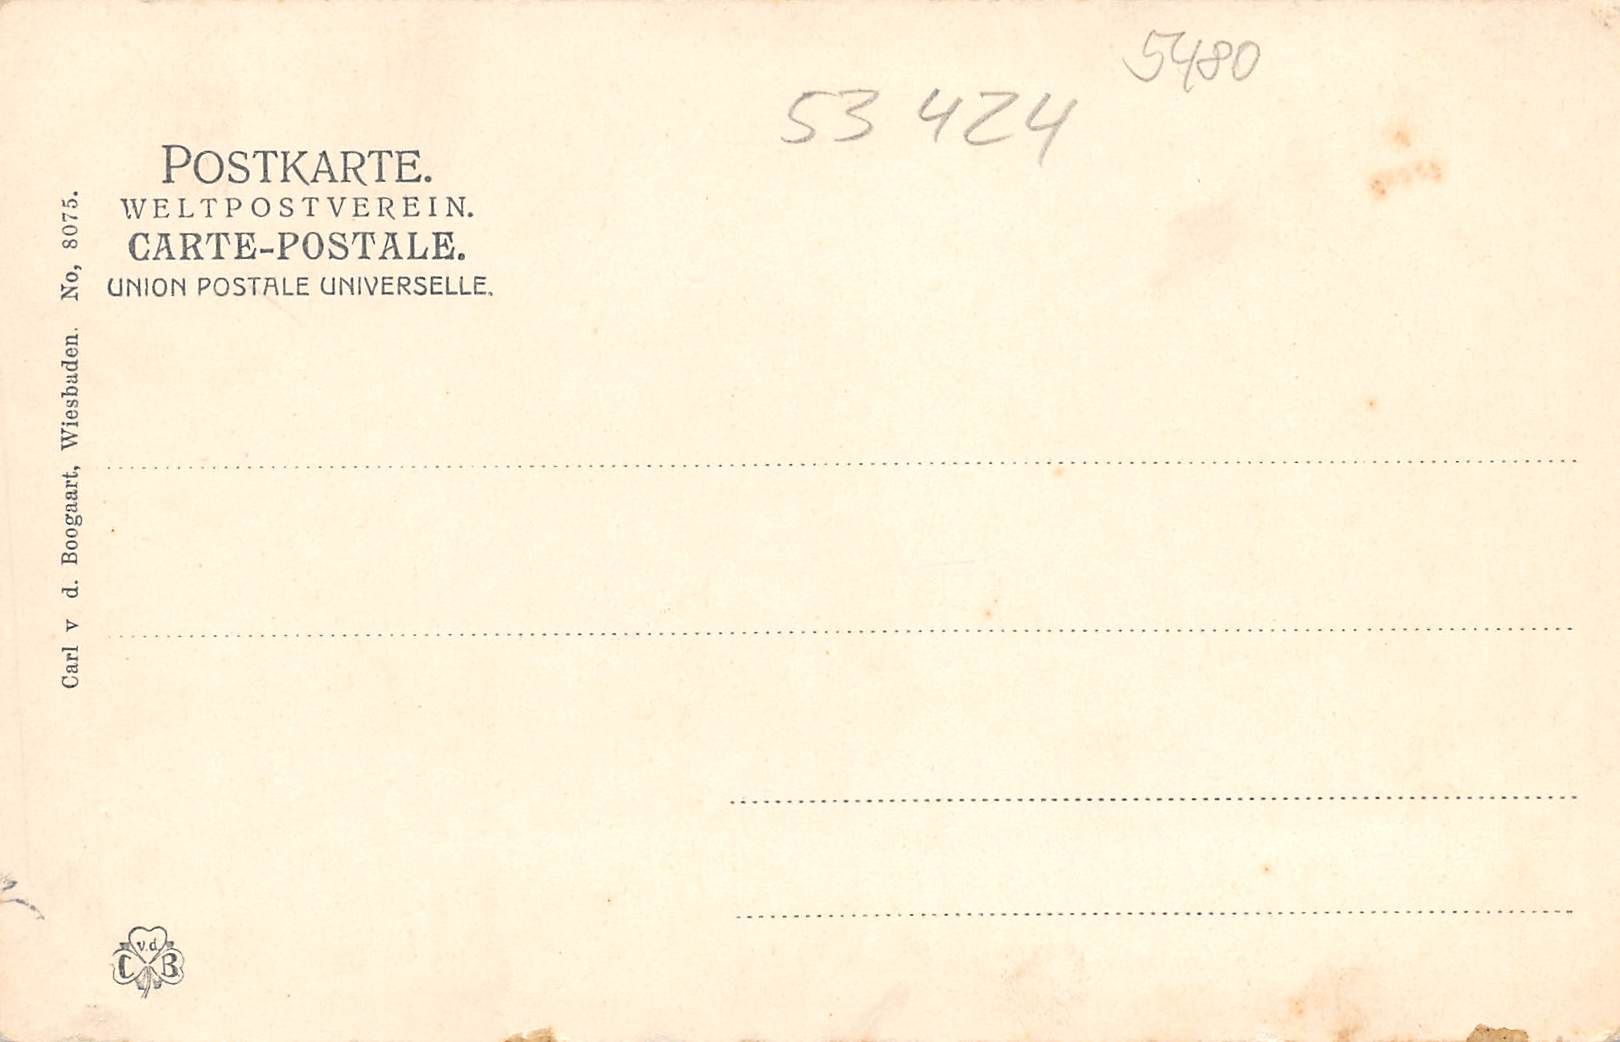 5480
53 424
POSTKARTE.
WELTPOSTVEREIN.
CARTE-POSTALE.
UNION POSTALE UNIVERSELLE.
Carl v d. Boogaart, Wiesbaden. No, 8075.
v.d.
C B